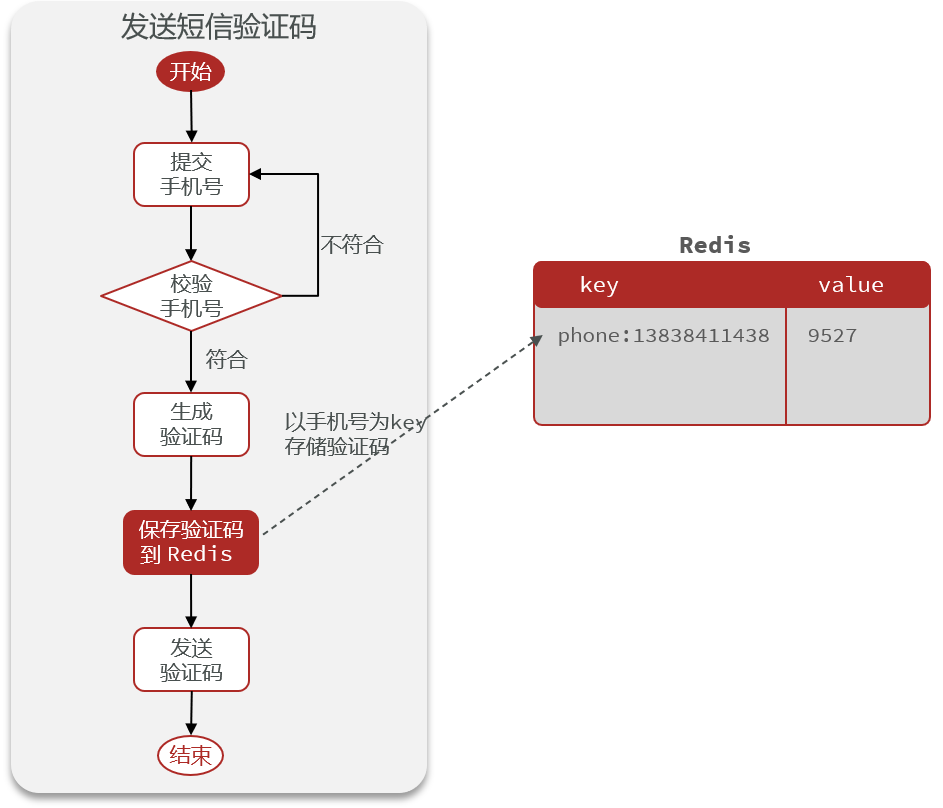 发送短信验证码
开始
提交
手机号
不符合
校验
手机号
符合
生成
验证码
以手机号为key
存储验证码
保存验证码
到 Redis
发送
验证码
结束
Redis
key value
phone:13838411438 9527